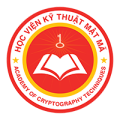 HỌC VIỆN KỸ THUẬT MẬT MÃ
ACADEMY OF CRYPTOGRAPHY TECHNIQUES